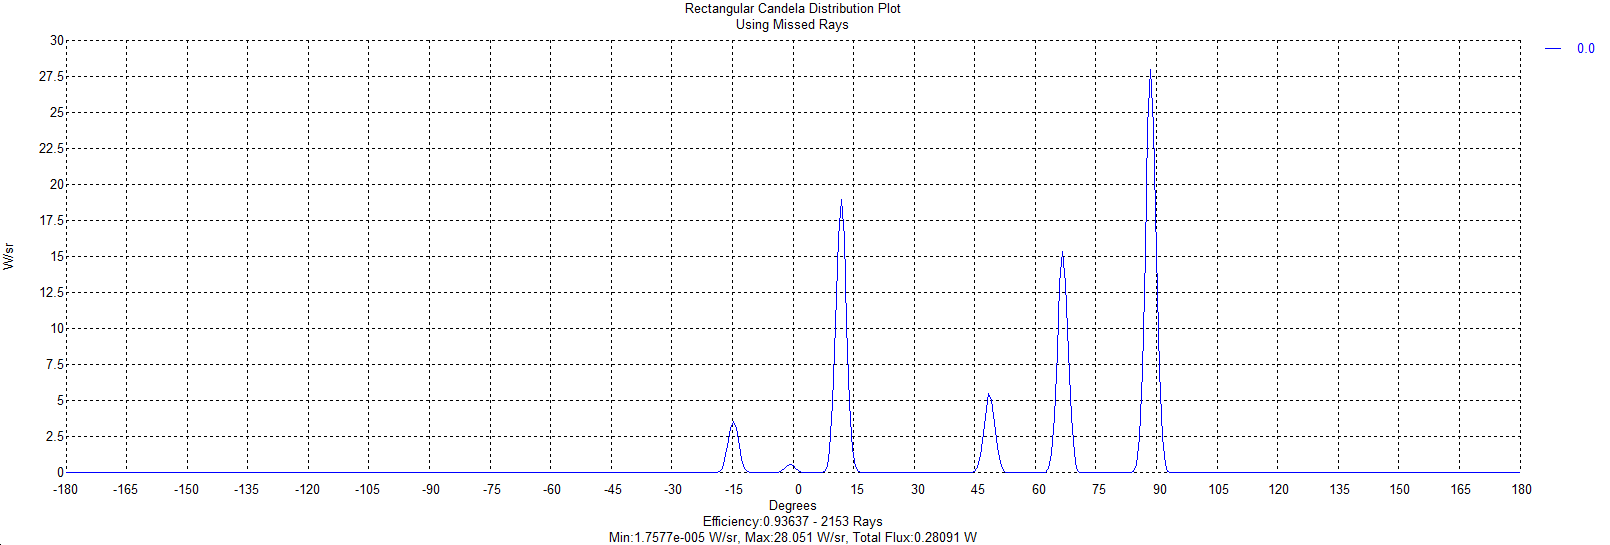 Rectangular Candela Distribution Plot
Using Missed Rays
0.0
30
27.5
25
22.5
20
17.5
15
12.5
10
7.5
5
2.5
0
W/sr
-180 -165 -150 -135 -120 -105 -90 -75 -60 -45 -30 -15 0 15 30 45 60 75 90 105 120 135 150 165 180
Degrees
Efficiency:0.93637 - 2153 Rays
Min:1.7577e-005 W/sr, Max:28.051 W/sr, Total Flux:0.28091 W